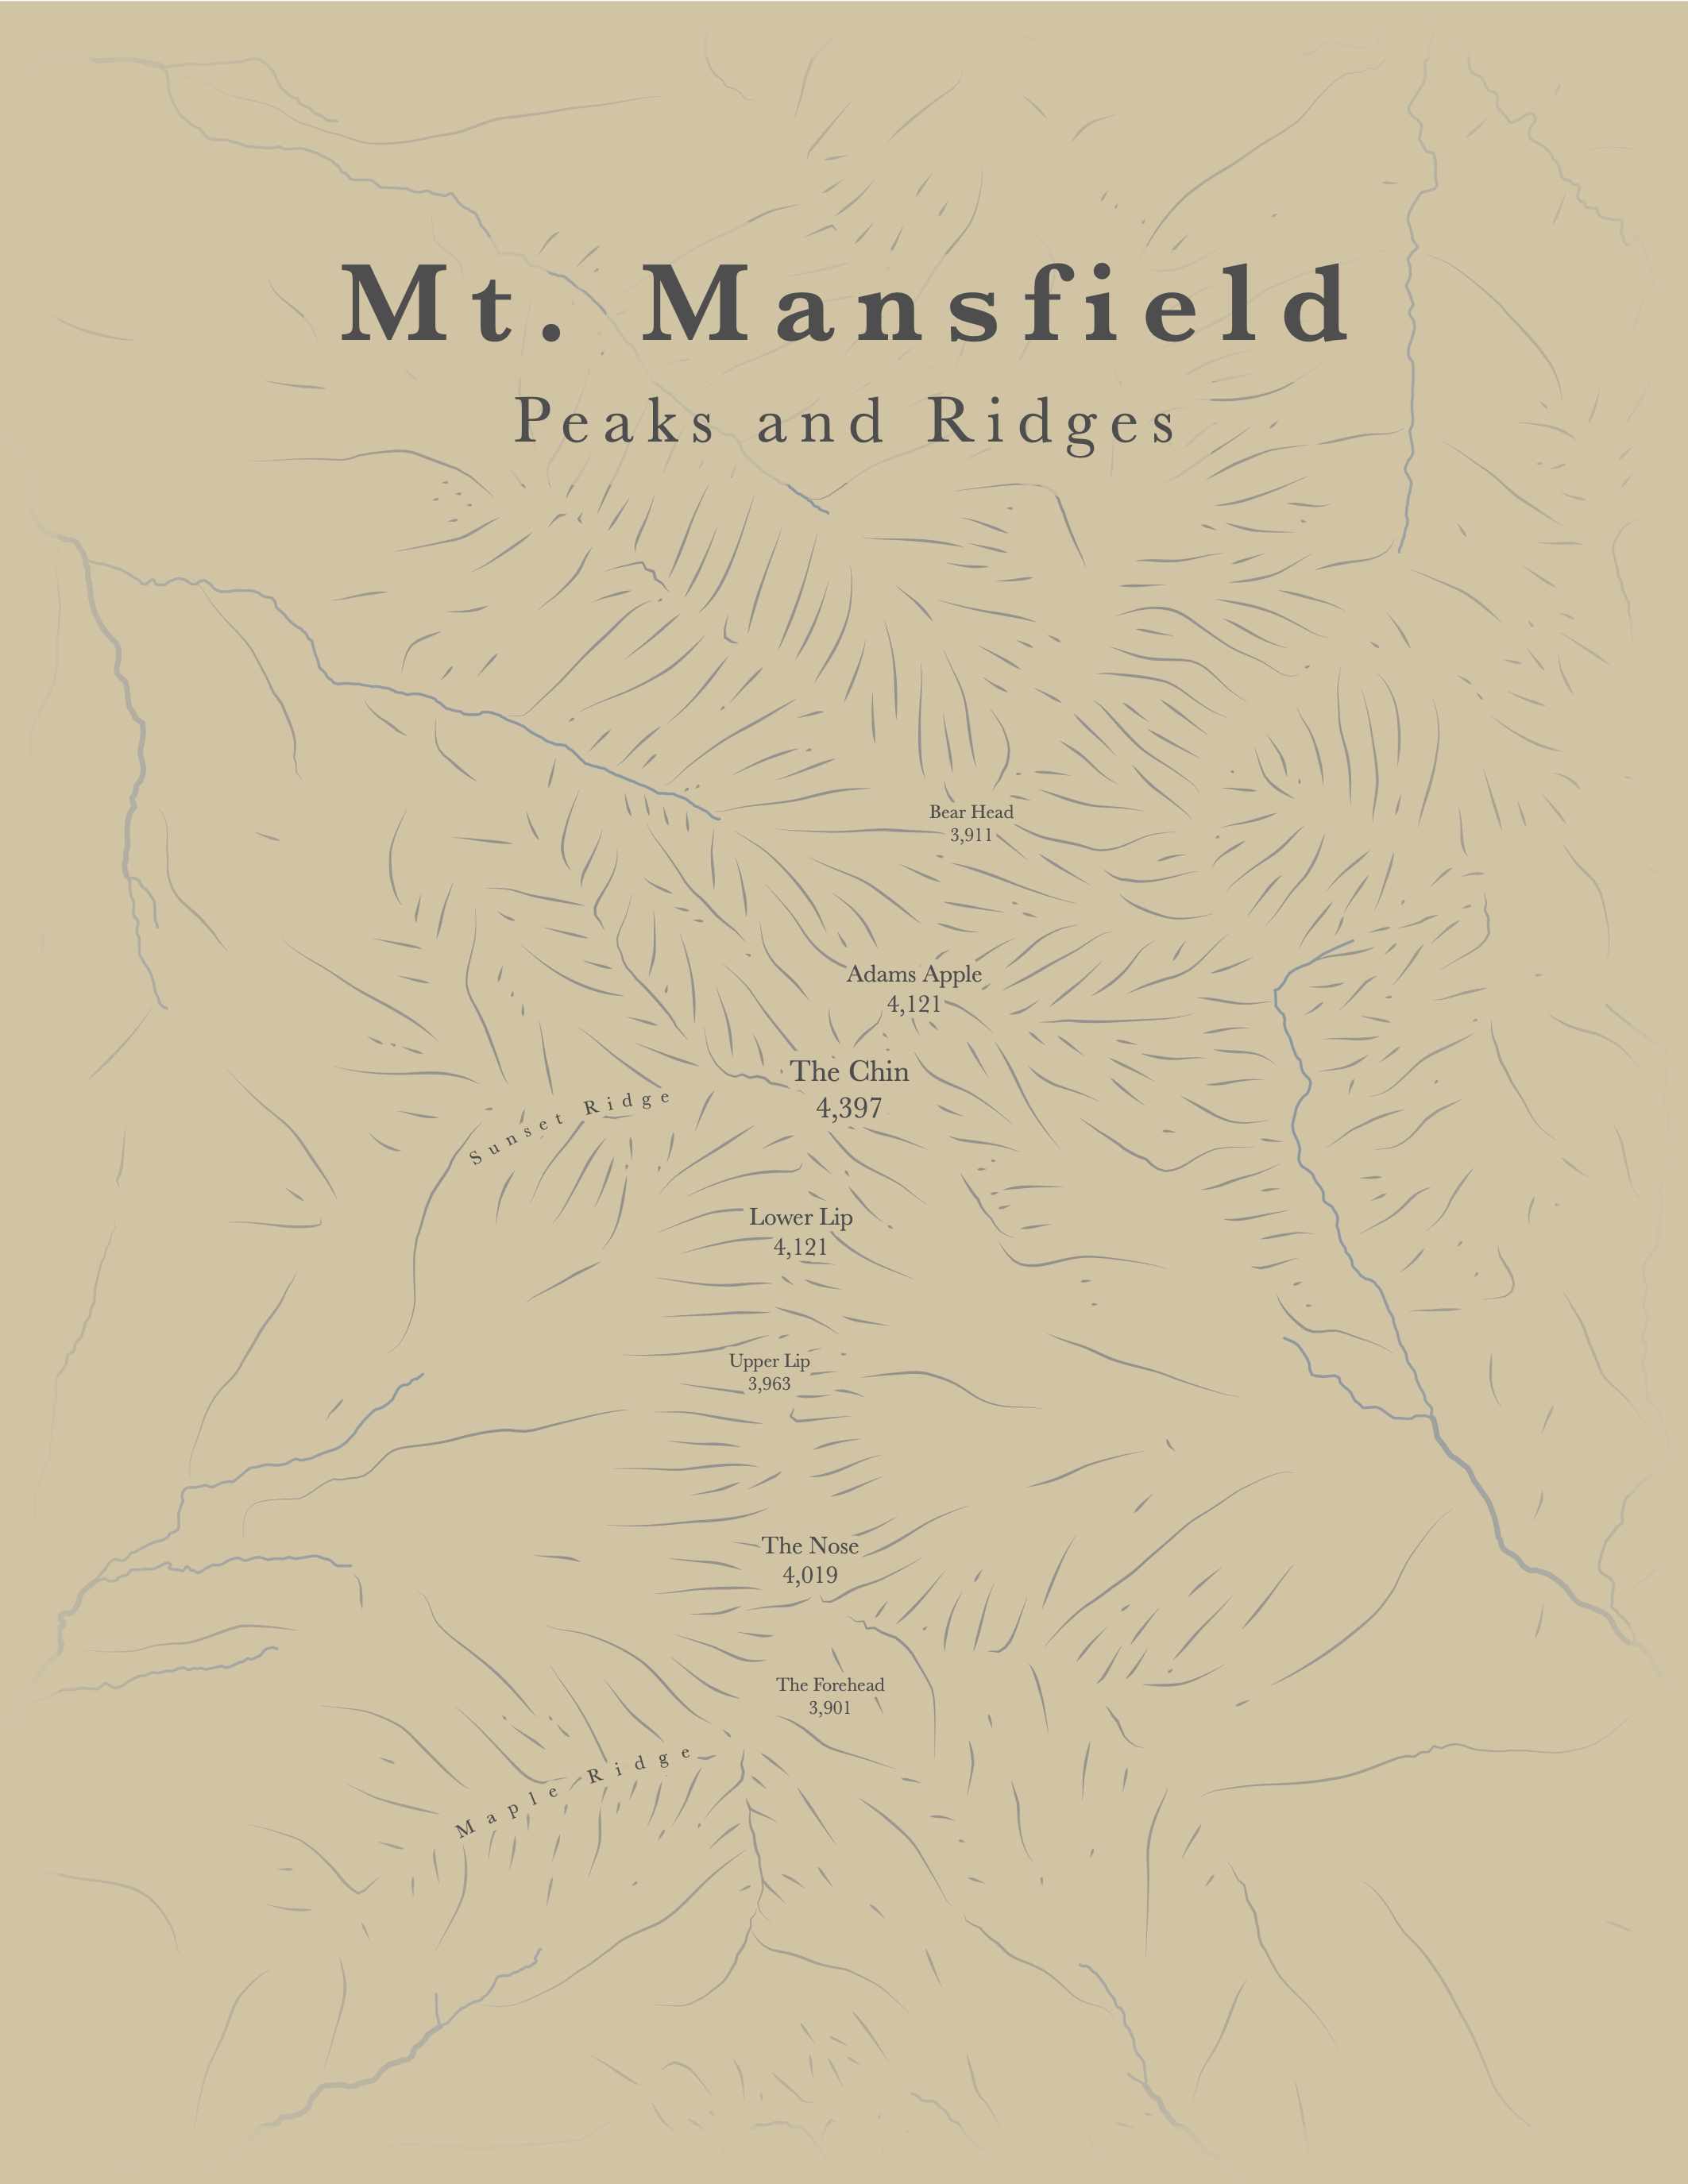 Mt. Mansfield
Peaks and Ridges
Bear Head
3,911
Adams Apple
4,121
The Chin
4,397
Sunset Ridge
Lower Lip
4,121
Upper Lip
3,963
The Nose
4,019
The Forehead
3,901
Maple Ridge